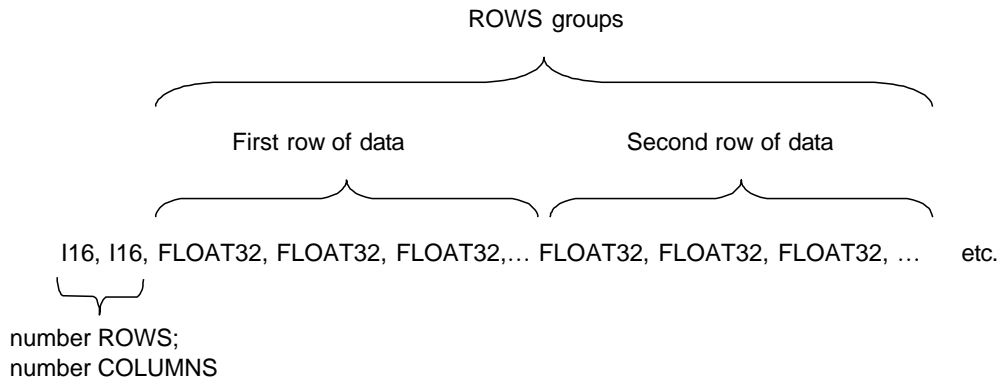 ROWS groups
First row of data
Second row of data
I16, I16, FLOAT32, FLOAT32, FLOAT32,… FLOAT32, FLOAT32, FLOAT32, … etc.
number ROWS;
number COLUMNS